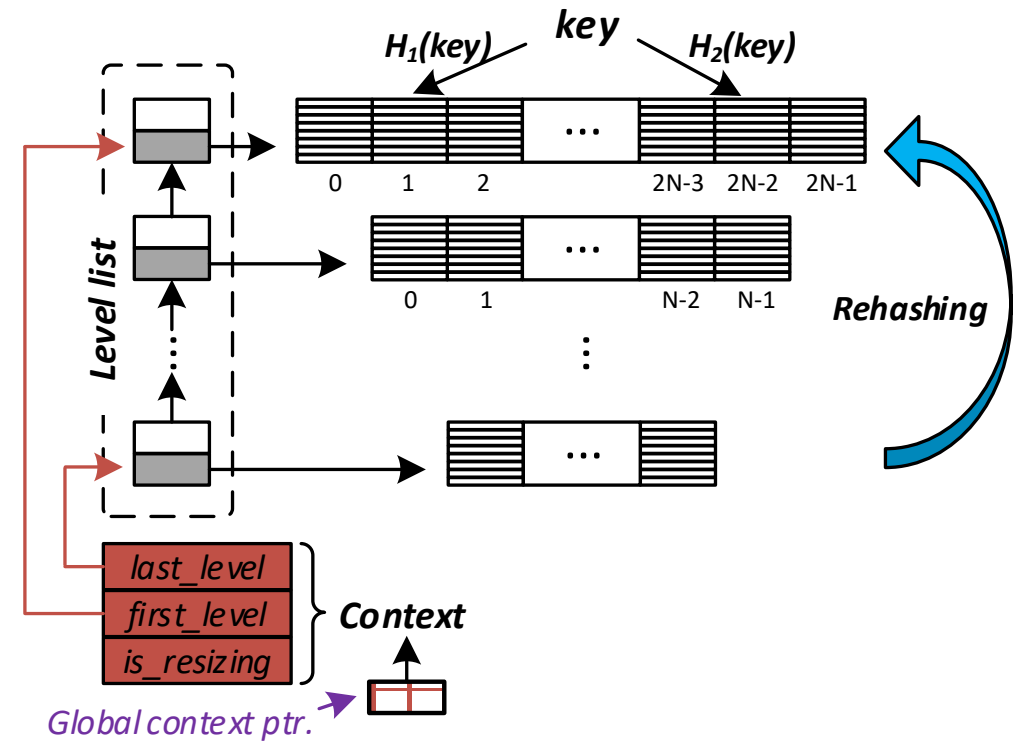 key
H1(key)
H2(key)
...
0 1 2 2N-3 2N-2 2N-1
Level list
...
0 1 N-2 N-1
Rehashing
...
...
...
last_level
first_level
is_resizing
Context
Global context ptr.